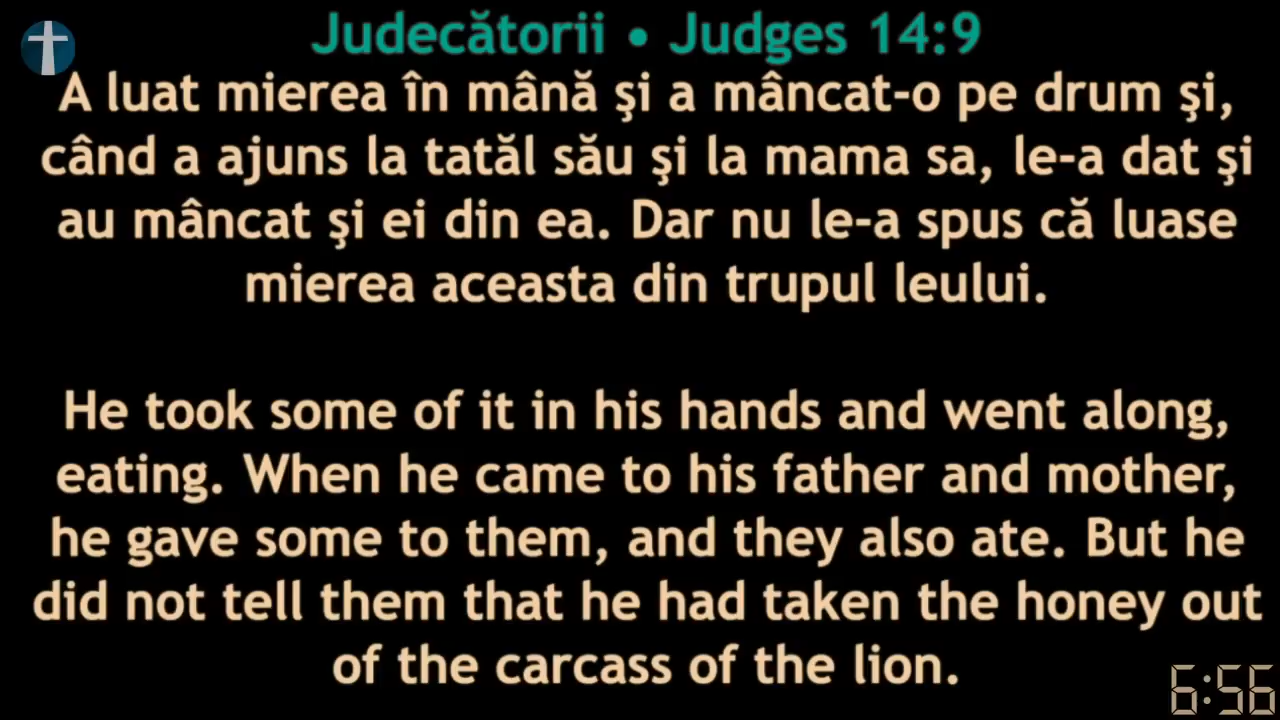 Judecătorii • Judges 14:9
A luat mierea în mână şi a mâncat-o pe drum şi,
când a ajuns la tatăl său şi la mama sa, le-a dat şi
au mâncat şi ei din ea. Dar nu le-a spus că luase
mierea aceasta din trupul leului.
He took some of it in his hands and went along,
eating. When he came to his father and mother,
he gave some to them, and they also ate. But he
did not tell them that he had taken the honey out
of the carcass of the lion.
6:56